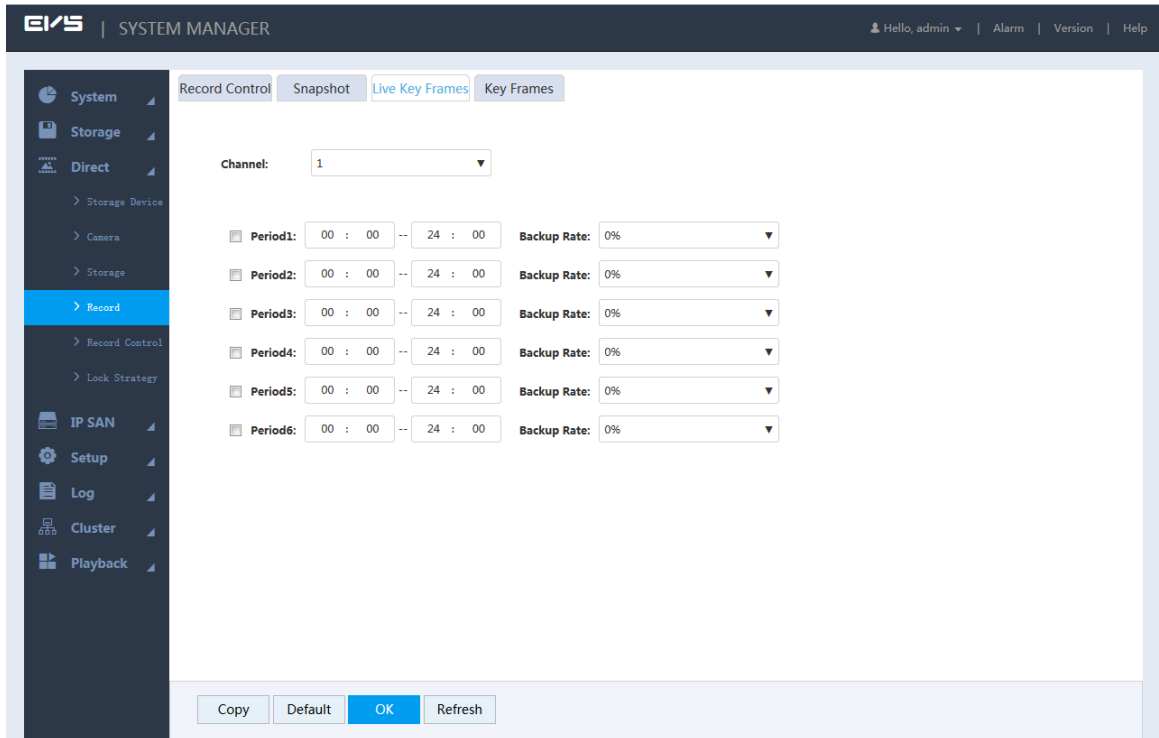 EVS | SYSTEM MANAGER
Hello, admin | Alarm | Version | Help
System
Storage
Direct
> Storage Device
> Camera
> Storage
> Record
> Record Control
> Lock Strategy
IP SAN
Setup
Log
Cluster
Playback
Record Control Snapshot Live Key Frames Key Frames
Channel: 1
Period1: 00 : 00 -- 24 : 00 Backup Rate: 0%
Period2: 00 : 00 -- 24 : 00 Backup Rate: 0%
Period3: 00 : 00 -- 24 : 00 Backup Rate: 0%
Period4: 00 : 00 -- 24 : 00 Backup Rate: 0%
Period5: 00 : 00 -- 24 : 00 Backup Rate: 0%
Period6: 00 : 00 -- 24 : 00 Backup Rate: 0%
Copy Default OK Refresh